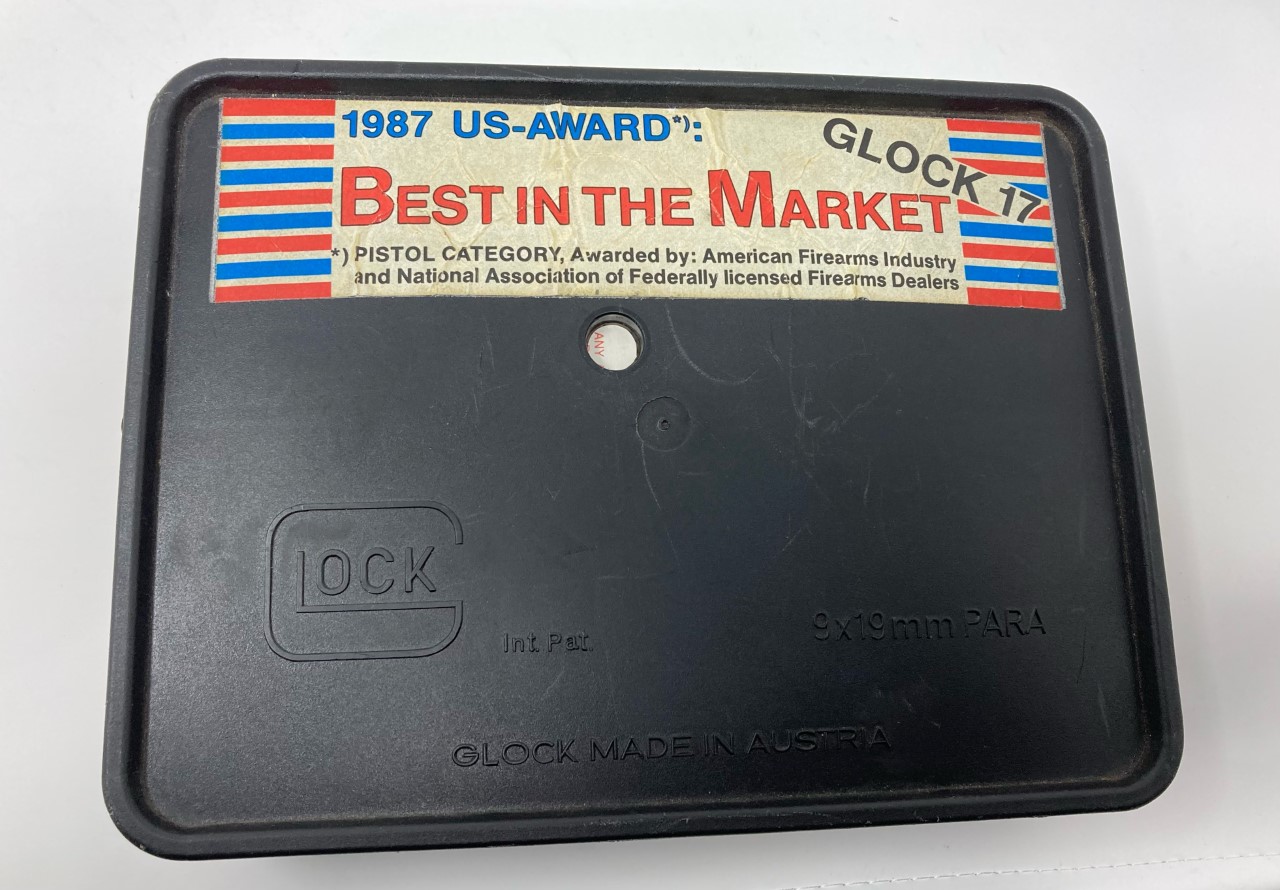 1987 US-AWARD*):
GLOCK 17
BEST IN THE MARKET
*) PISTOL CATEGORY, Awarded by: American Firearms Industry
and National Association of Federally licensed Firearms Dealers
ANY
GLOCK
Int. Pat.
9x19mm PARA
GLOCK MADE IN AUSTRIA